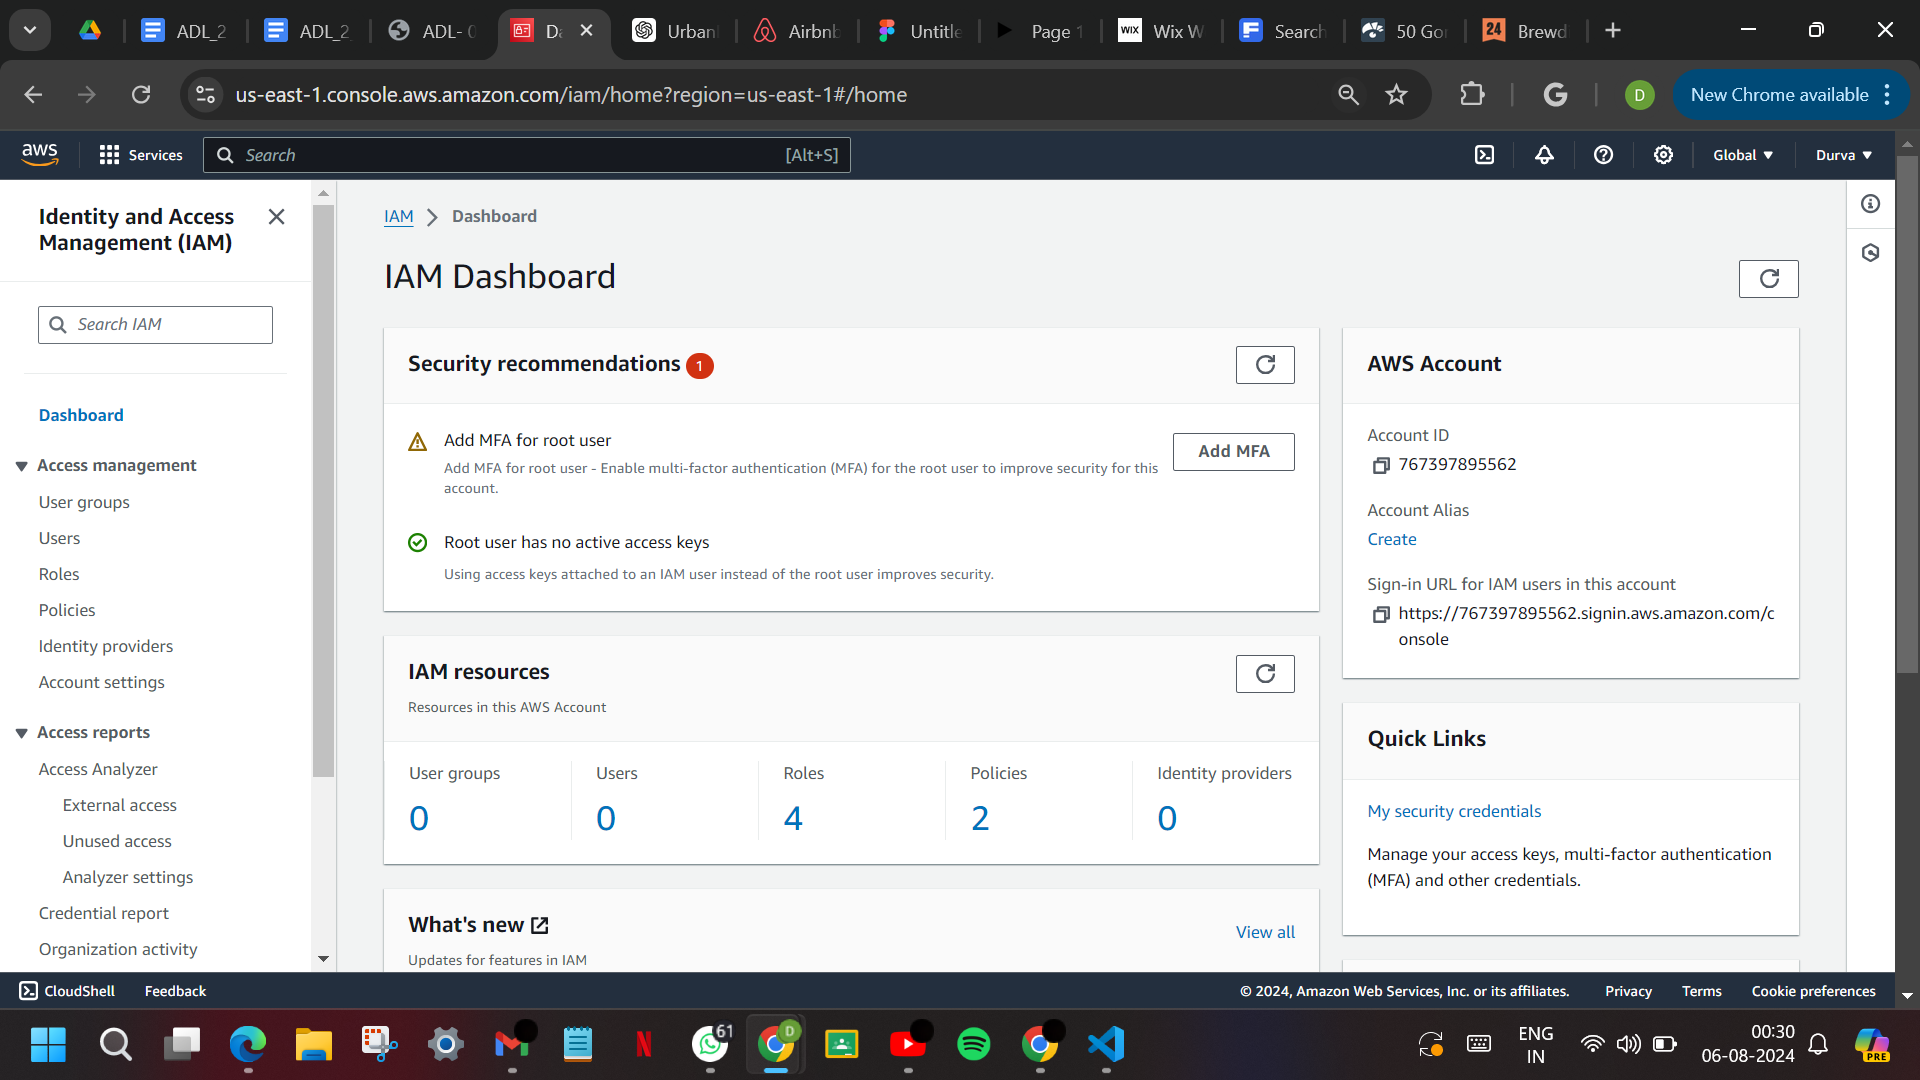 ADL_2
ADL_2
ADL- 0
Da
Urban
Airbnb
Untitle
Page 1
WIX
Wix W
Search
50 Go
24
Brewd
us-east-1.console.aws.amazon.com/iam/home?region=us-east-1#/home
D
New Chrome available
aws
Services
Search
[Alt+S]
Global
Durva
Identity and Access
Management (IAM)
Search IAM
Dashboard
Access management
User groups
Users
Roles
Policies
Identity providers
Account settings
Access reports
Access Analyzer
External access
Unused access
Analyzer settings
Credential report
Organization activity
IAM
Dashboard
IAM Dashboard
Security recommendations 1
Add MFA for root user
Add MFA for root user - Enable multi-factor authentication (MFA) for the root user to improve security for this
account.
Add MFA
Root user has no active access keys
Using access keys attached to an IAM user instead of the root user improves security.
IAM resources
Resources in this AWS Account
User groups
0
Users
0
Roles
4
Policies
2
Identity providers
0
What's new
View all
Updates for features in IAM
AWS Account
Account ID
767397895562
Account Alias
Create
Sign-in URL for IAM users in this account
https://767397895562.signin.aws.amazon.com/c
onsole
Quick Links
My security credentials
Manage your access keys, multi-factor authentication
(MFA) and other credentials.
CloudShell
Feedback
© 2024, Amazon Web Services, Inc. or its affiliates.
Privacy
Terms
Cookie preferences
N
61
D
ENG
IN
00:30
06-08-2024
PRE